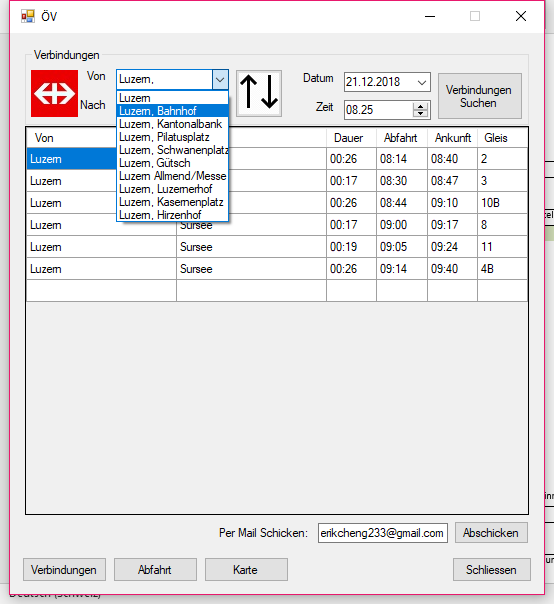 ÖV
Verbindungen
Von
Luzern,
Datum
21.12.2018
Verbindungen
Suchen
Nach
Zeit
08.25
Luzern
Luzern, Bahnhof
Luzern, Kantonalbank
Luzern, Pilatusplatz
Luzern, Schwanenplatz
Luzern, Gütsch
Luzern Allmend/Messe
Luzern, Luzernerhof
Luzern, Kasernenplatz
Luzern, Hirzenhof
Von Dauer Abfahrt Ankunft Gleis
Luzern 00:26 08:14 08:40 2
Luzern 00:17 08:30 08:47 3
Luzern 00:26 08:44 09:10 10B
Luzern Sursee 00:17 09:00 09:17 8
Luzern Sursee 00:19 09:05 09:24 11
Luzern Sursee 00:26 09:14 09:40 4B
Per Mail Schicken: erikcheng233@gmail.com Abschicken
Verbindungen Abfahrt Karte Schliessen
Deutsch (Schweiz)